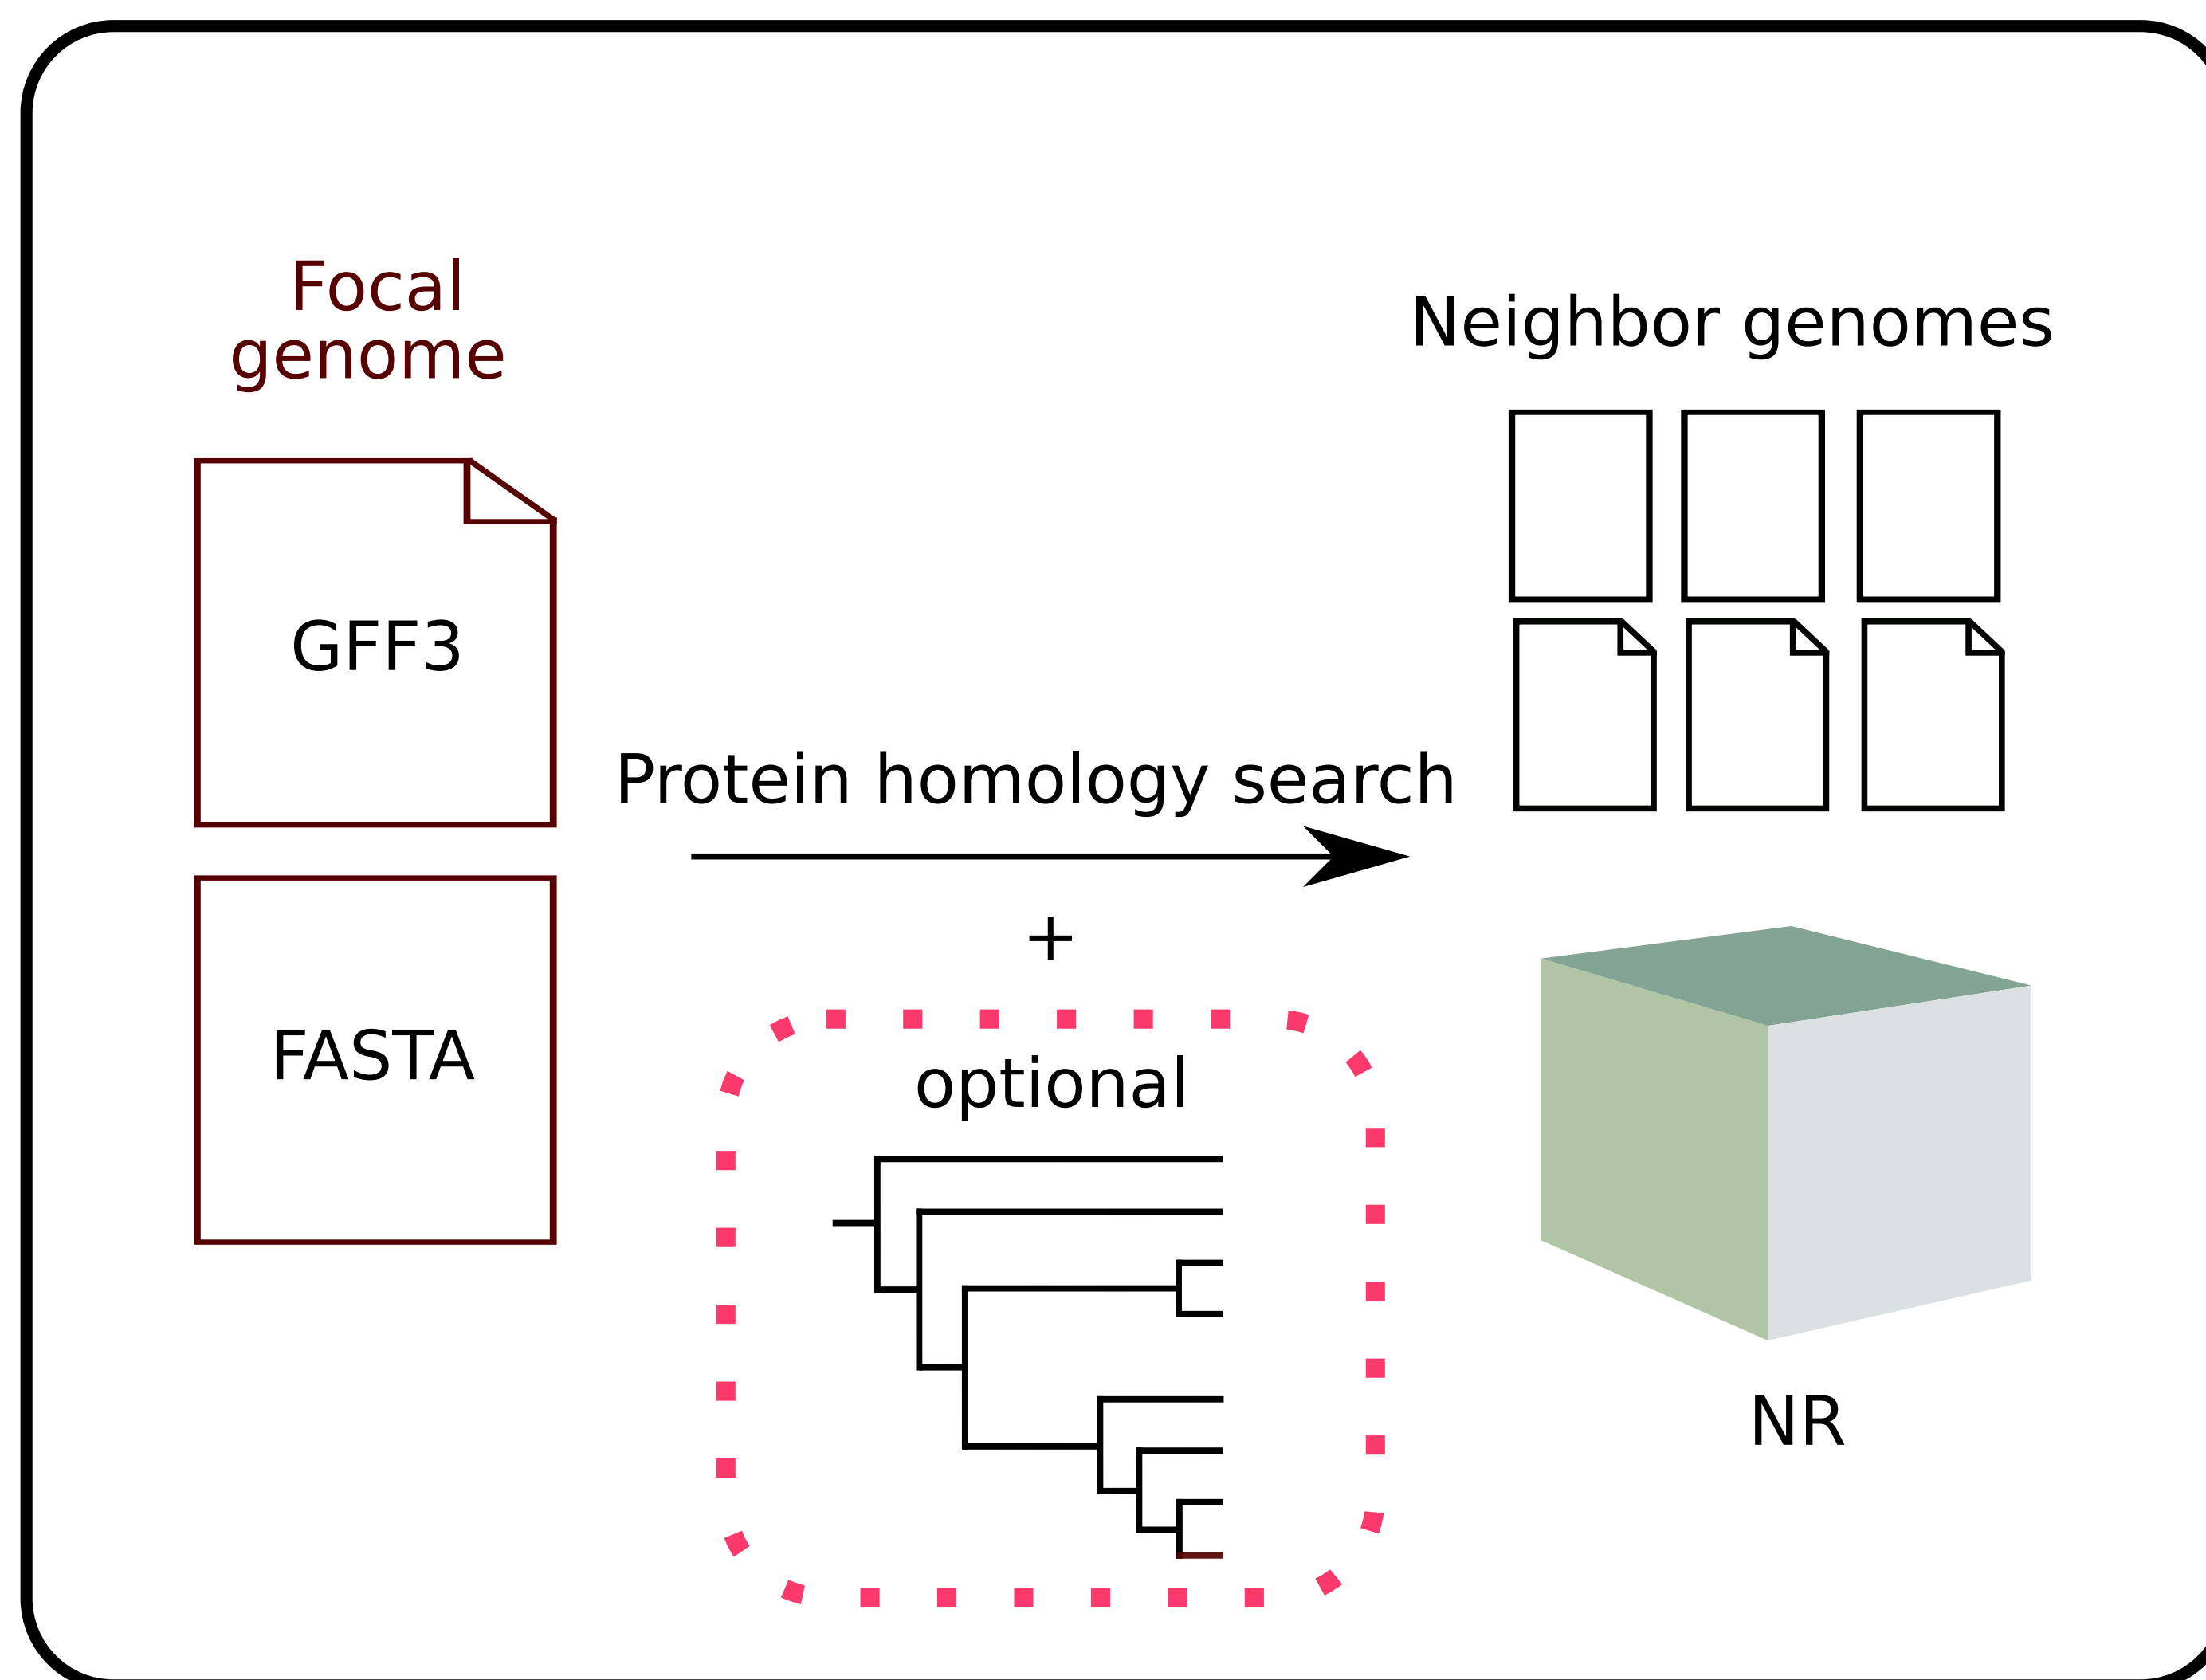 Focal
genome
Neighbor genomes
GFF3
Protein homology search
+
FASTA
optional
NR